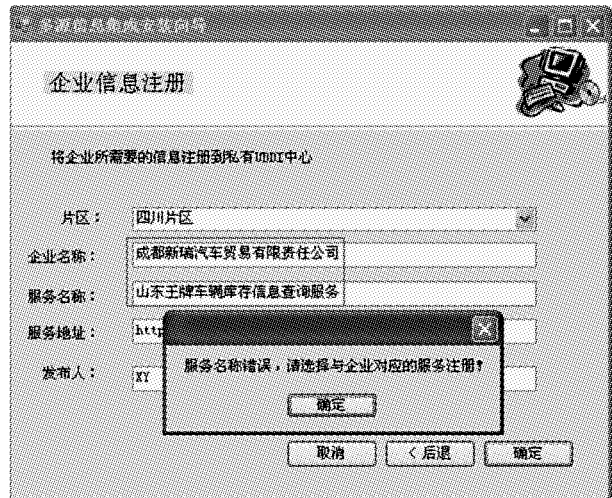 多源信息集成安装向导
企业信息注册
将企业所需要的信息注册到私有UDDI中心
片区： 四川片区
企业名称： 成都新瑞汽车贸易有限责任公司
服务名称： 山东王牌车辆库存信息查询服务
服务地址： http
服务名称错误，请选择与企业对应的服务注册！
发布人： XY
确定
取消 < 后退 确定